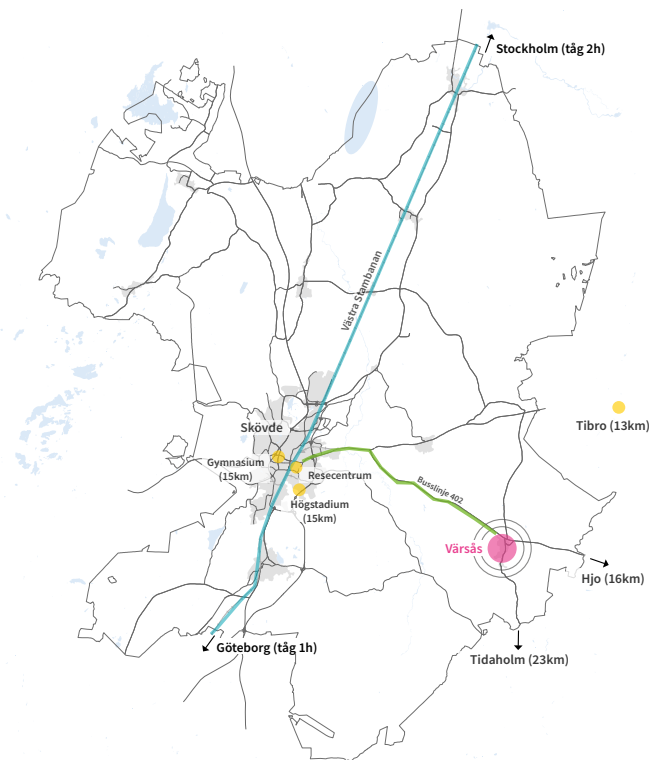 Stockholm (tåg 2h)
Västra Stambanan
Tibro (13km)
Skövde
Gymnasium
(15km)
Resecentrum
Högstadium
(15km)
Busslinje 402
Värsås
Hjo (16km)
Göteborg (tåg 1h)
Tidaholm (23km)